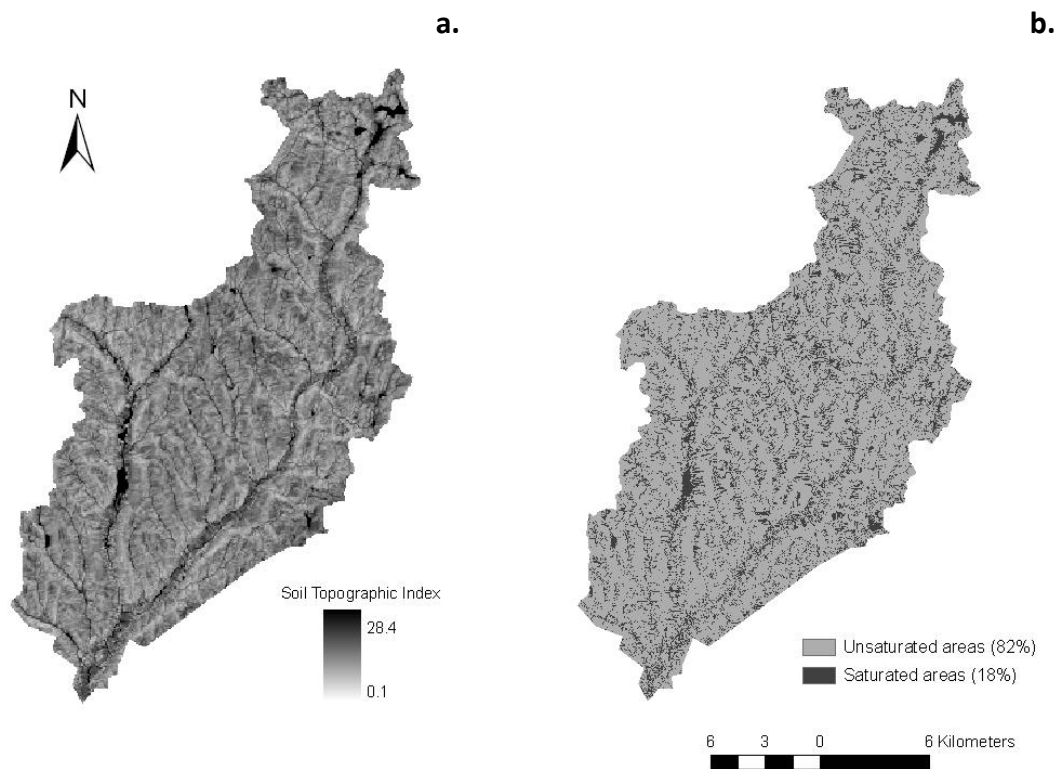 a.
b.
N
Soil Topographic Index
28.4
0.1
Unsaturated areas (82%)
Saturated areas (18%)
6 3 0 6 Kilometers